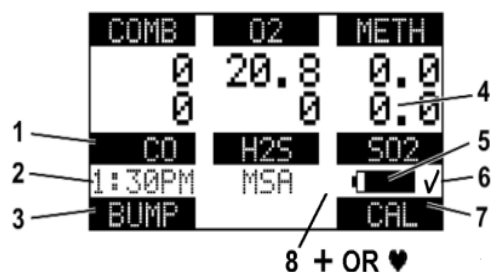 COMB O2 METH
0 20.8 0.0
0 0 0.0 4
1 CO H2S SO2 5
2 1:30PM MSA ✓ 6
3 BUMP CAL 7
8 + OR ♥